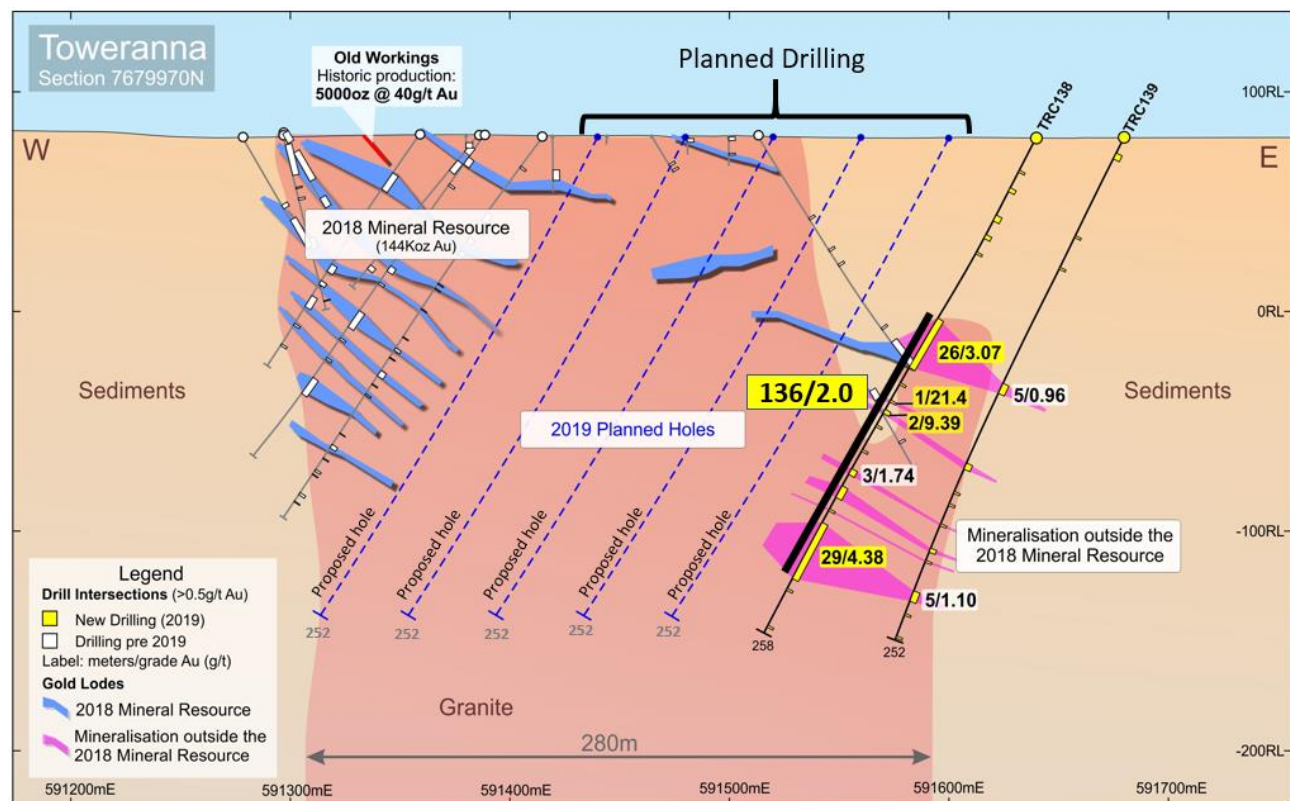 Toweranna
Section 7679970N
Old Workings
Historic production:
5000oz @ 40g/t Au
Planned Drilling
TRC138
TRC139
100RL
W
E
2018 Mineral Resource
(144Koz Au)
0RL
Sediments
Sediments
26/3.07
136/2.0
1/21.4
5/0.96
2/9.39
2019 Planned Holes
3/1.74
Mineralisation outside the
2018 Mineral Resource
-100RL
29/4.38
5/1.10
Proposed hole
Proposed hole
Proposed hole
Proposed hole
Proposed hole
252
252
252
252
252
258
252
Legend
Drill Intersections (>0.5g/t Au)
New Drilling (2019)
Drilling pre 2019
Label: meters/grade Au (g/t)
Gold Lodes
2018 Mineral Resource
Mineralisation outside the
2018 Mineral Resource
Granite
280m
-200RL
591200mE
591300mE
591400mE
591500mE
591600mE
591700mE